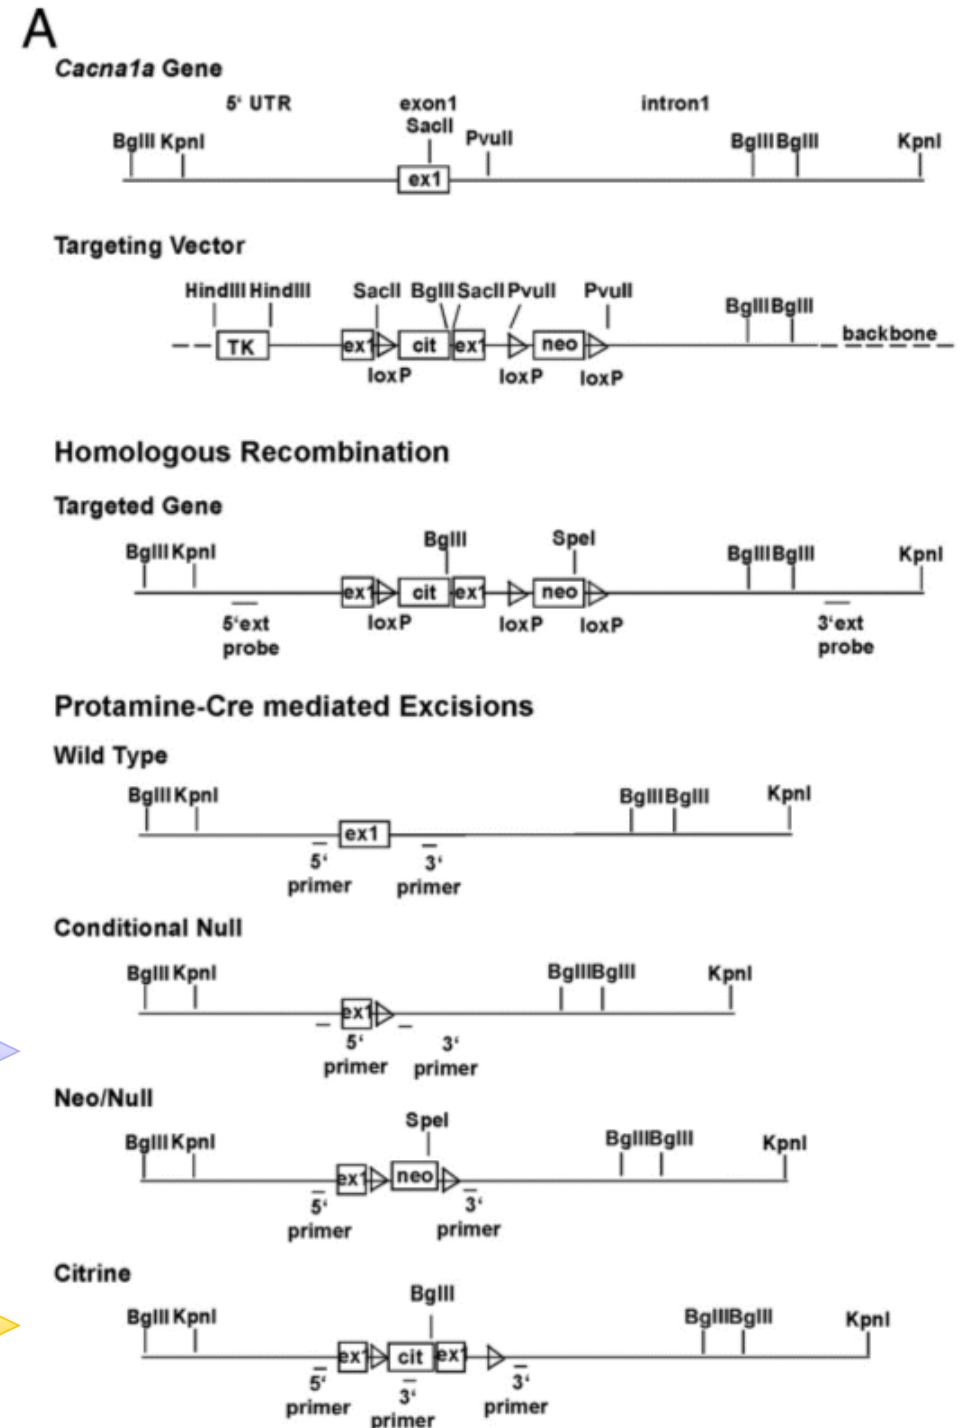 A
Cacna1a Gene
5‘ UTR exon1 intron1
SacII
PvuII
BglII KpnI BglII BglII KpnI
ex1
Targeting Vector
HindIII HindIII SacII BglII SacII PvuII PvuII
BglII BglII
TK ex1 cit ex1 neo backbone
loxP loxP loxP
Homologous Recombination
Targeted Gene
BglII SpeI
BglII KpnI BglII BglII KpnI
ex1 cit ex1 neo
loxP loxP loxP
5‘ext 3‘ext
probe probe
Protamine-Cre mediated Excisions
Wild Type
BglII KpnI BglII BglII KpnI
ex1
5‘ 3‘
primer primer
Conditional Null
BglII KpnI BglII BglII KpnI
ex1
5‘ 3‘
primer primer
Neo/Null
SpeI
BglII KpnI BglII BglII KpnI
ex1 neo
5‘ 3‘
primer primer
Citrine
BglII
BglII KpnI BglII BglII KpnI
ex1 cit ex1
5‘ 3‘ 3‘
primer primer primer